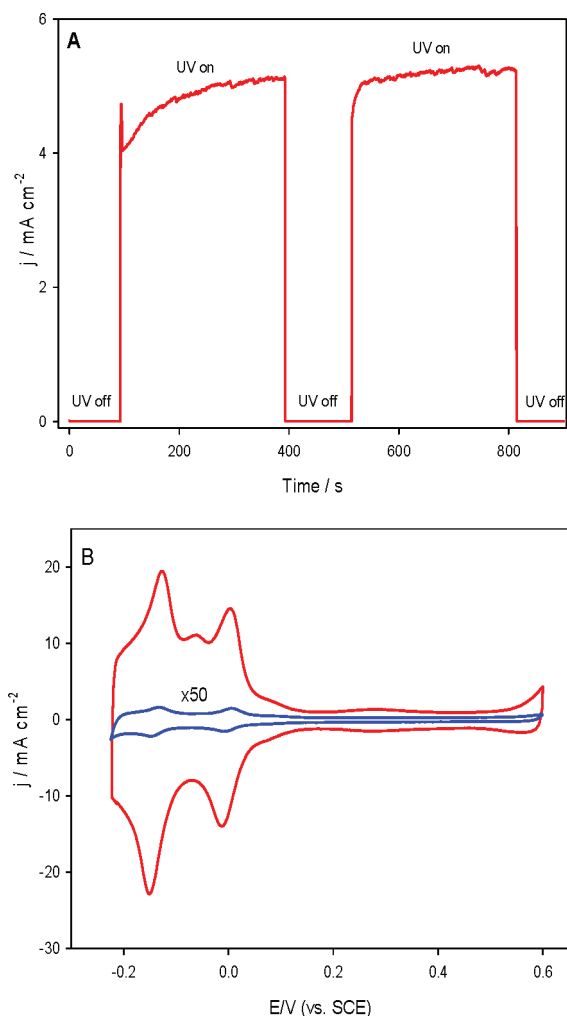 A
6
UV on
UV on
4
j / mA cm⁻²
2
UV off
UV off
UV off
0
0
200
400
600
800
Time / s
B
20
10
x50
0
j / mA cm⁻²
-10
-20
-30
-0.2
0.0
0.2
0.4
0.6
E/V (vs. SCE)